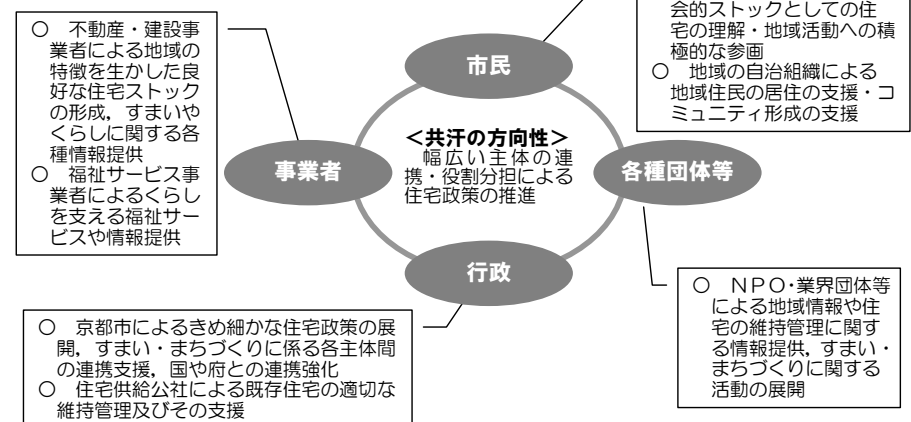 会的ストックとしての住
宅の理解・地域活動への積
極的な参画
○ 地域の自治組織による
地域住民の居住の支援・コ
ミュニティ形成の支援
○ 不動産・建設事
業者による地域の
特徴を生かした良
好な住宅ストック
の形成，すまいや
くらしに関する各
種情報提供
○ 福祉サービス事
業者によるくらし
を支える福祉サー
ビスや情報提供
市民
事業者
＜共汗の方向性＞
幅広い主体の連
携・役割分担による
住宅政策の推進
各種団体等
行政
○ 京都市によるきめ細かな住宅政策の展
開，すまい・まちづくりに係る各主体間
の連携支援，国や府との連携強化
○ 住宅供給公社による既存住宅の適切な
維持管理及びその支援
○ ＮＰＯ・業界団体等
による地域情報や住
宅の維持管理に関す
る情報提供，すまい・
まちづくりに関する
活動の展開